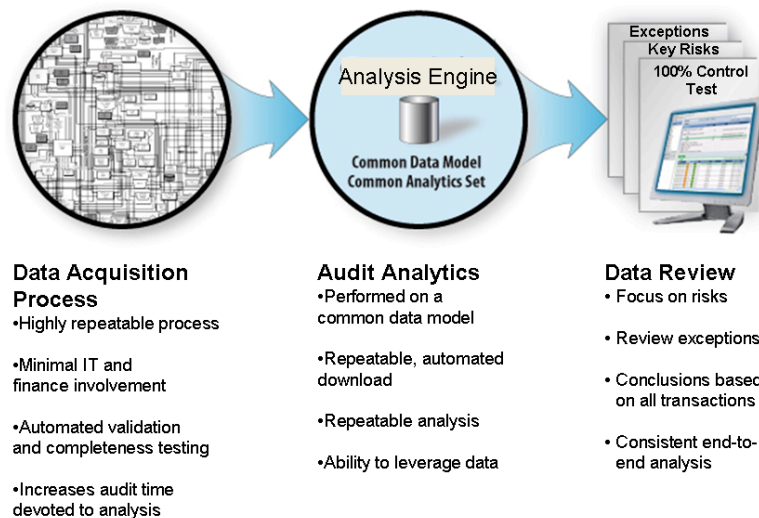 Exceptions
Key Risks
100% Control
Test
Analysis Engine
Common Data Model
Common Analytics Set
Data Acquisition
Process
•Highly repeatable process
•Minimal IT and
finance involvement
•Automated validation
and completeness testing
•Increases audit time
devoted to analysis
Audit Analytics
•Performed on a
common data model
•Repeatable, automated
download
•Repeatable analysis
•Ability to leverage data
Data Review
• Focus on risks
• Review exceptions
• Conclusions based
on all transactions
• Consistent end-to-
end analysis